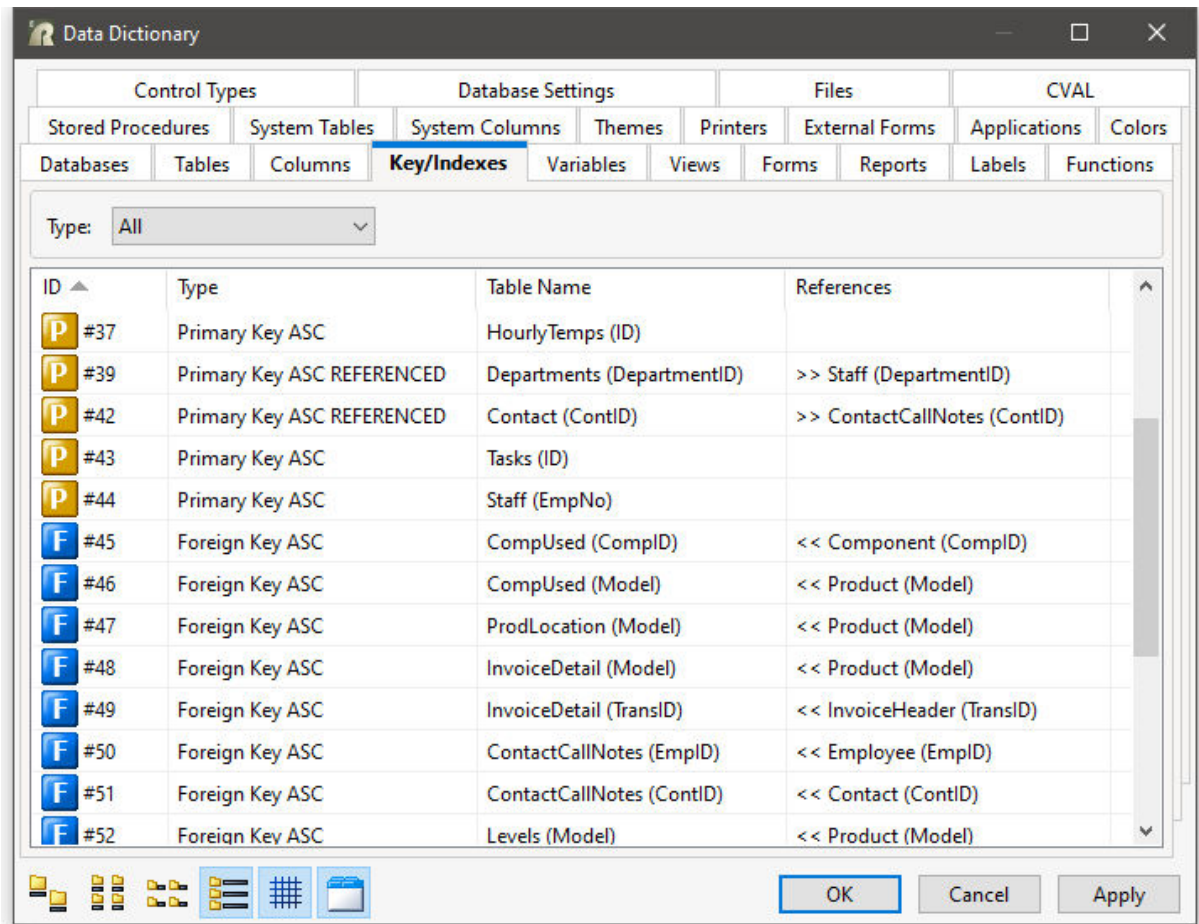 Data Dictionary
Control Types Database Settings Files CVAL
Stored Procedures System Tables System Columns Themes Printers External Forms Applications Colors
Databases Tables Columns Key/Indexes Variables Views Forms Reports Labels Functions
Type: All
ID Type Table Name References
P #37 Primary Key ASC HourlyTemps (ID)
P #39 Primary Key ASC REFERENCED Departments (DepartmentID) >> Staff (DepartmentID)
P #42 Primary Key ASC REFERENCED Contact (ContID) >> ContactCallNotes (ContID)
P #43 Primary Key ASC Tasks (ID)
P #44 Primary Key ASC Staff (EmpNo)
F #45 Foreign Key ASC CompUsed (CompID) << Component (CompID)
F #46 Foreign Key ASC CompUsed (Model) << Product (Model)
F #47 Foreign Key ASC ProdLocation (Model) << Product (Model)
F #48 Foreign Key ASC InvoiceDetail (Model) << Product (Model)
F #49 Foreign Key ASC InvoiceDetail (TransID) << InvoiceHeader (TransID)
F #50 Foreign Key ASC ContactCallNotes (EmpID) << Employee (EmpID)
F #51 Foreign Key ASC ContactCallNotes (ContID) << Contact (ContID)
F #52 Foreign Key ASC Levels (Model) << Product (Model)
OK Cancel Apply